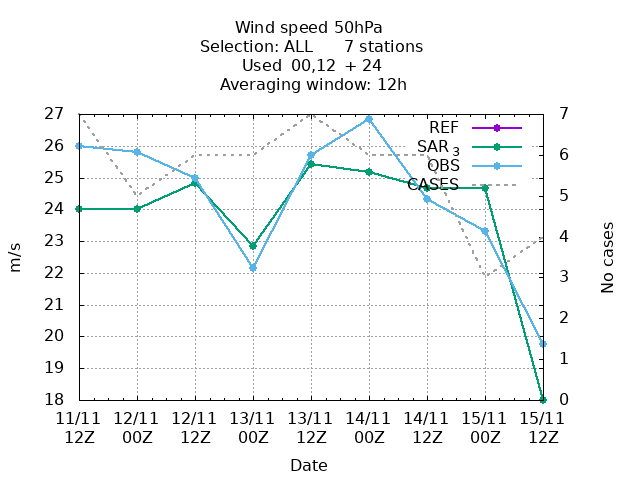 Wind speed 50hPa
Selection: ALL 7 stations
Used 00,12 + 24
Averaging window: 12h
27 7
REF
SAR 3
26 6
OBS
25
CASES
24 5
23 4
22 3
21
20 2
19 1
18 0
m/s
No cases
11/11 12/11 12/11 13/11 13/11 14/11 14/11 15/11 15/11
12Z 00Z 12Z 00Z 12Z 00Z 12Z 00Z 12Z
Date